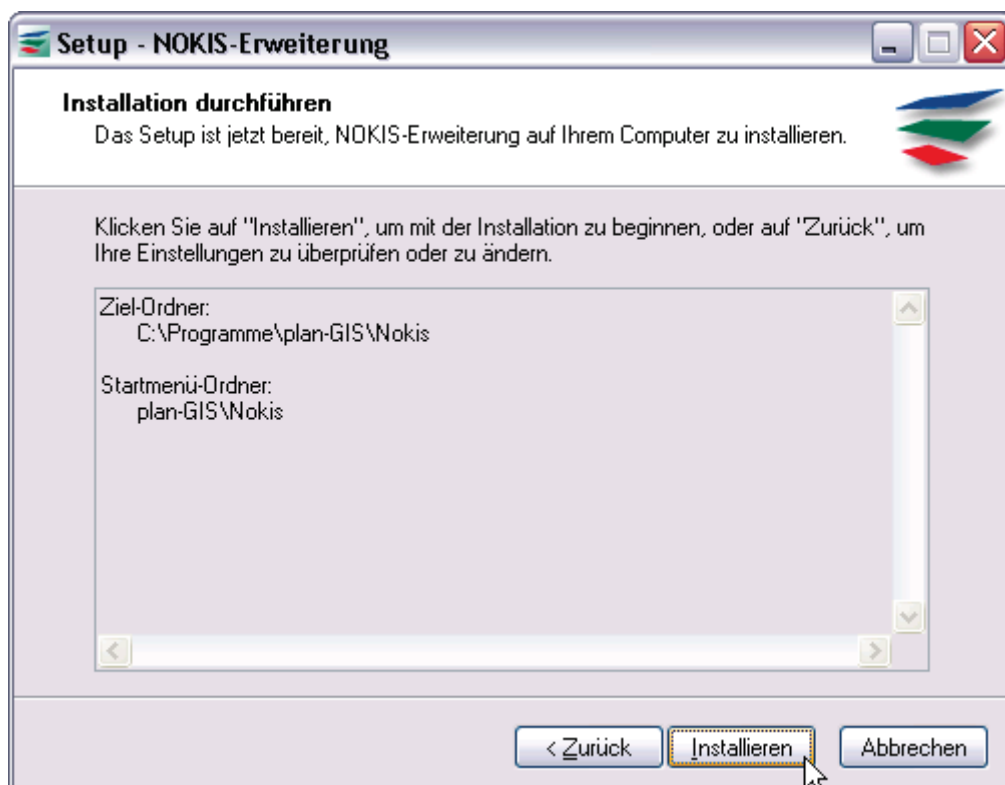 Setup - NOKIS-Erweiterung
Installation durchführen
Das Setup ist jetzt bereit, NOKIS-Erweiterung auf Ihrem Computer zu installieren.
Klicken Sie auf "Installieren", um mit der Installation zu beginnen, oder auf "Zurück", um
Ihre Einstellungen zu überprüfen oder zu ändern.
Ziel-Ordner:
C:\Programme\plan-GIS\Nokis
Startmenü-Ordner:
plan-GIS\Nokis
< Zurück
Installieren
Abbrechen